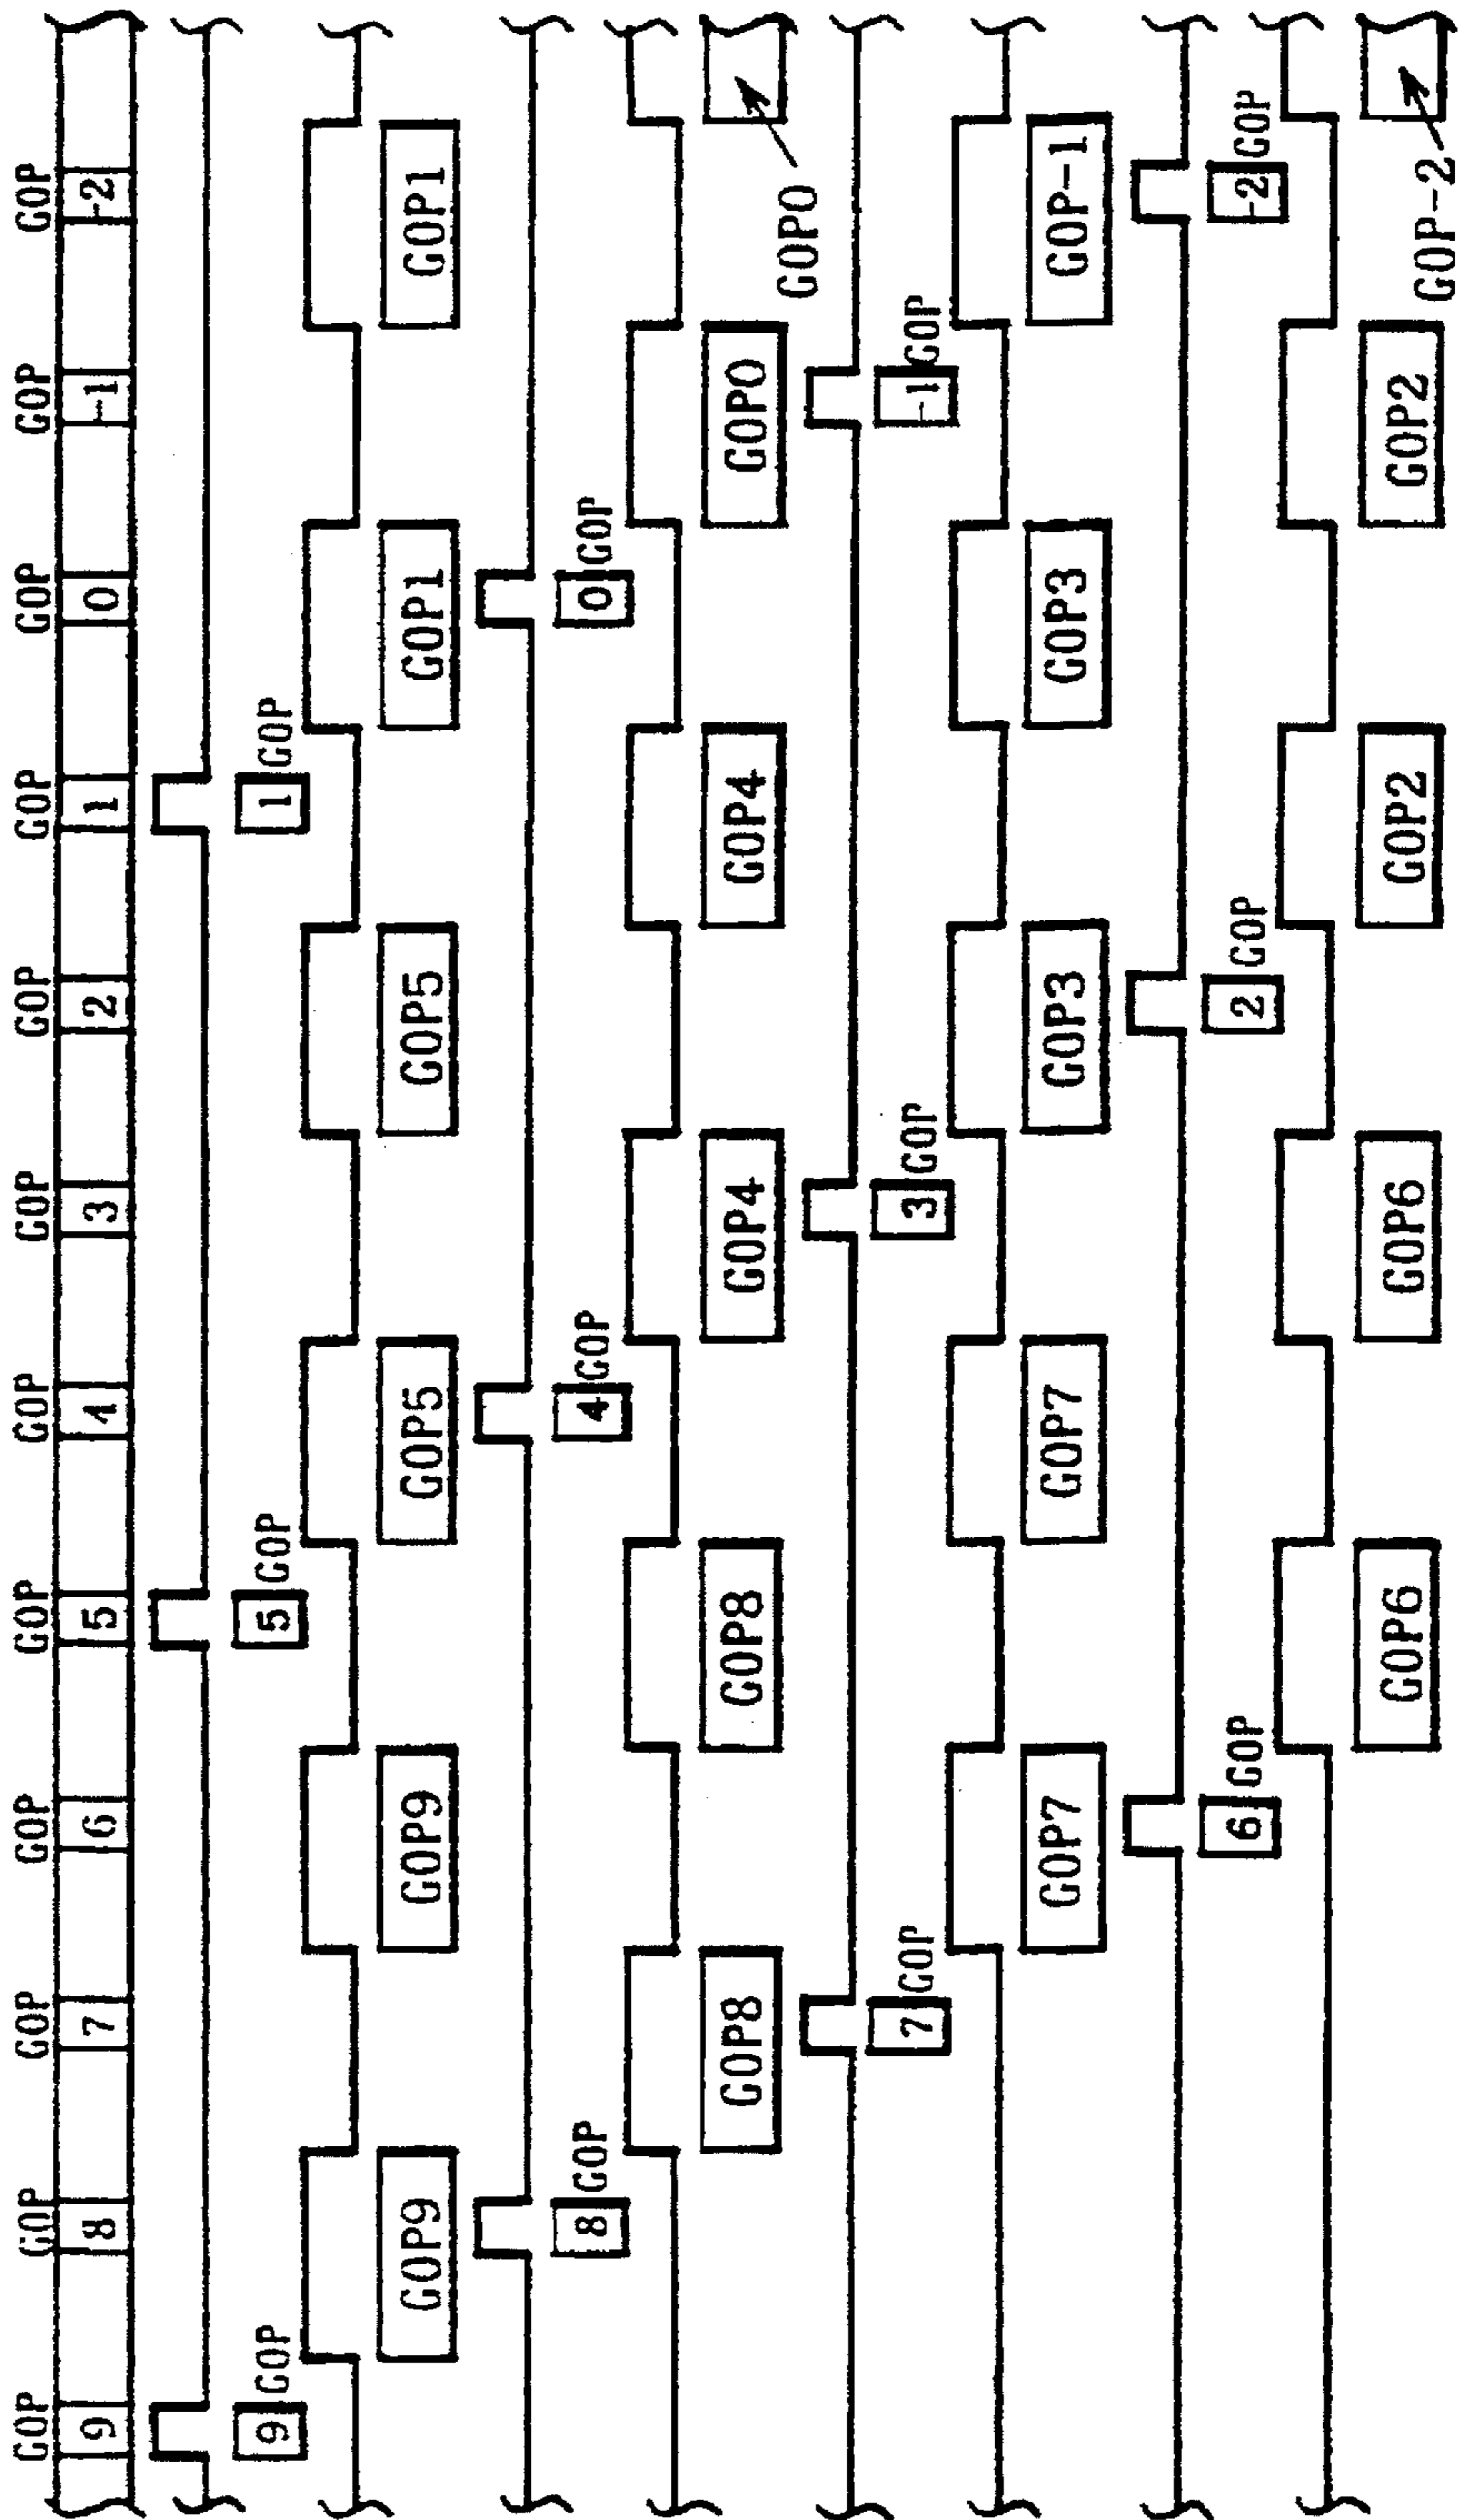 GOP GOP GOP GOP GOP GOP GOP GOP GOP GOP GOP GOP
9 8 7 6 5 4 3 2 1 0 -1 -2
9 GOP 5 GOP 1 GOP
GOP9 GOP9 GOP5 GOP5 GOP1 GOP1
8 GOP 4 GOP 0 GOP
GOP8 GOP8 GOP4 GOP4 GOP0 GOP0
7 GOP 3 GOP -1 GOP
GOP7 GOP7 GOP3 GOP3 GOP-1
6 GOP 2 GOP -2 GOP
GOP6 GOP6 GOP2 GOP2 GOP-2